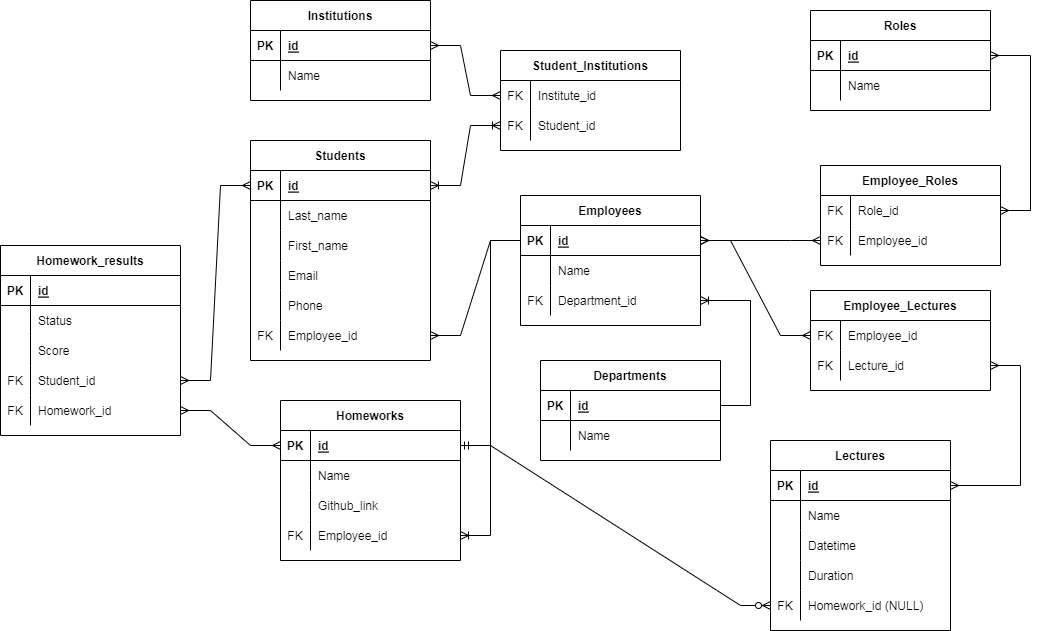 Institutions
PK id
Name
Student_Institutions
FK Institute_id
FK Student_id
Roles
PK id
Name
Students
PK id
Last_name
First_name
Email
Phone
FK Employee_id
Employee_Roles
FK Role_id
FK Employee_id
Employees
PK id
Name
FK Department_id
Homework_results
PK id
Status
Score
FK Student_id
FK Homework_id
Employee_Lectures
FK Employee_id
FK Lecture_id
Departments
PK id
Name
Homeworks
PK id
Name
Github_link
FK Employee_id
Lectures
PK id
Name
Datetime
Duration
FK Homework_id (NULL)